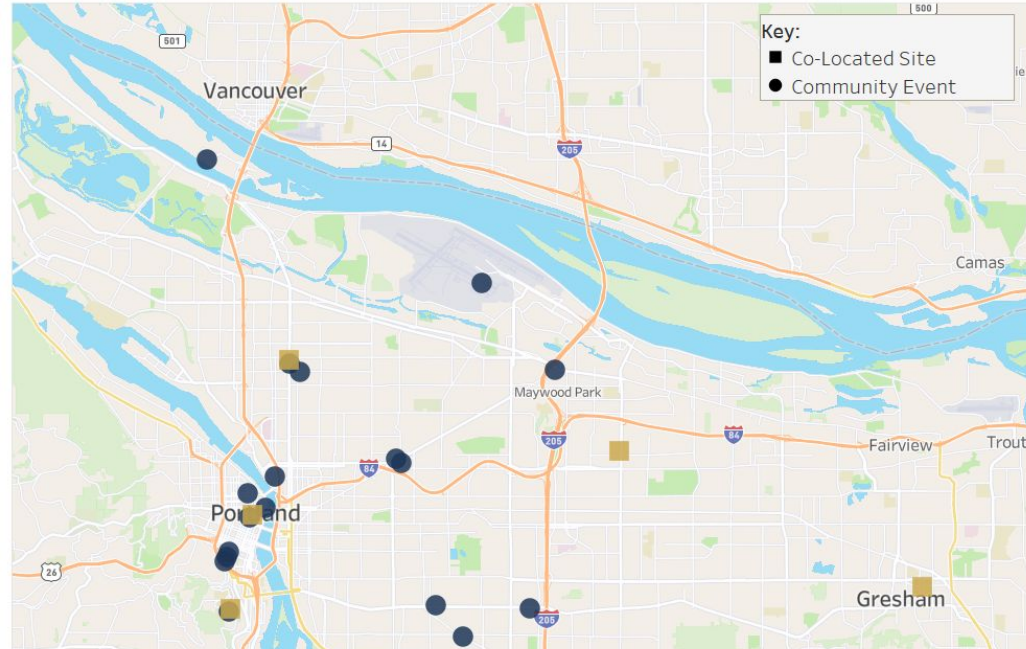 501
500
Key:
Co-Located Site
Community Event
Vancouver
14
205
Camas
Maywood Park
205
84
Fairview
Trout
84
Portland
26
Gresham
205